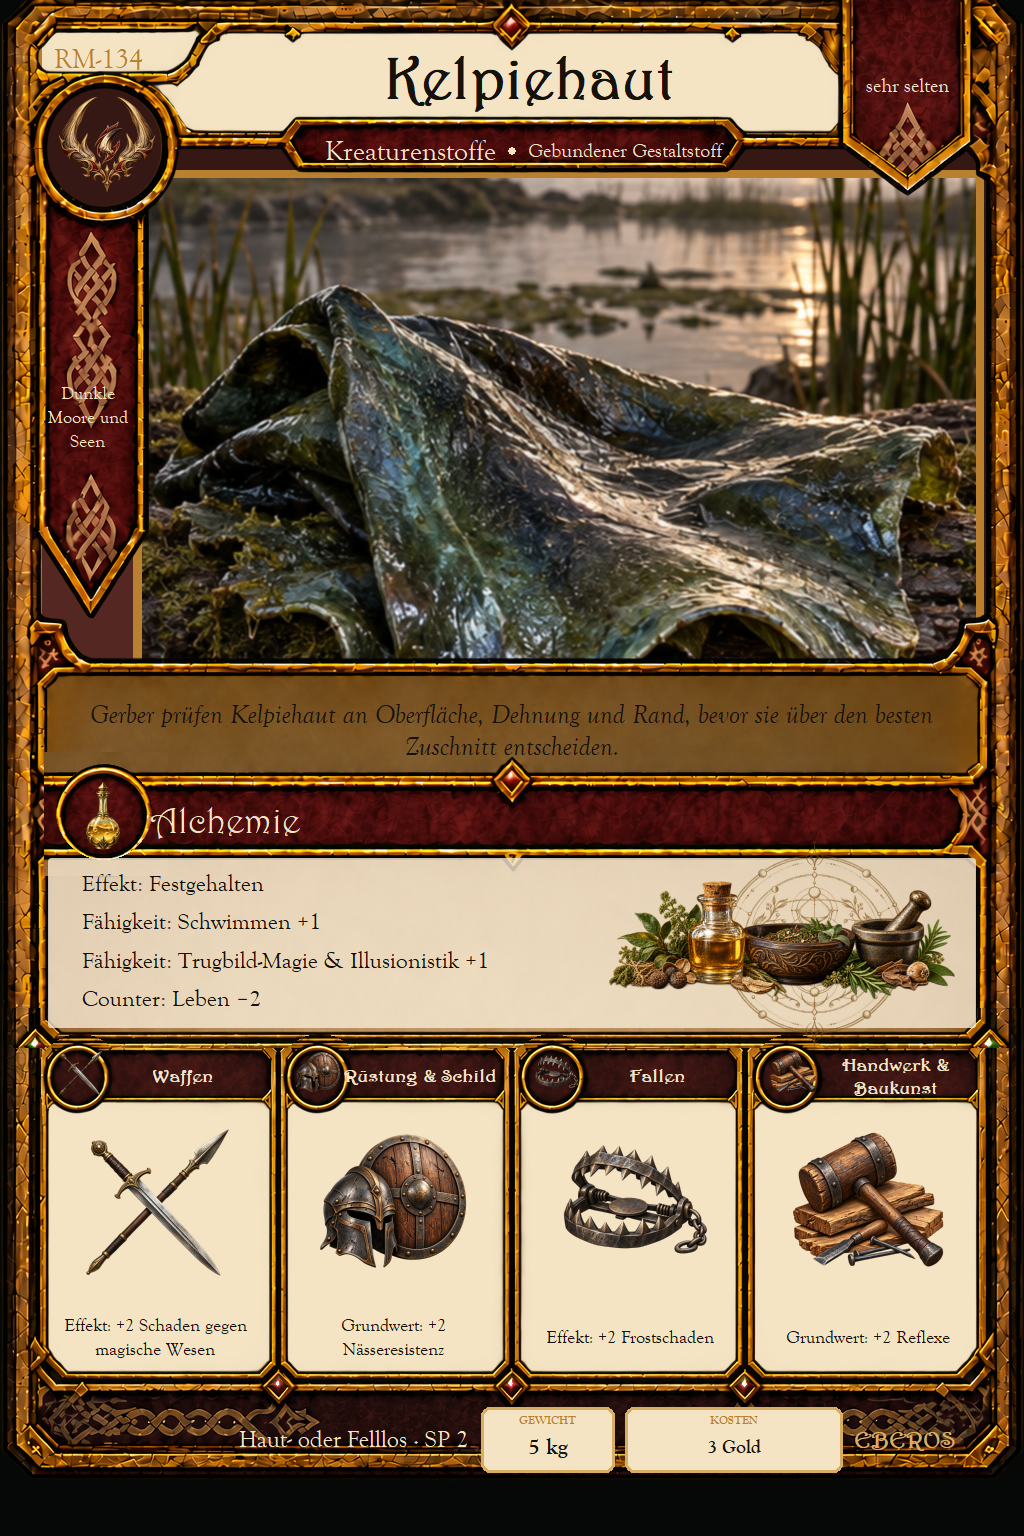 RM-134
Kelpiehaut
sehr selten
Kreaturenstoffe • Gebundener Gestaltstoff
Dunkle
Moore und
Seen
Gerber prüfen Kelpiehaut an Oberfläche, Dehnung und Rand, bevor sie über den besten
Zuschnitt entscheiden.
Alchemie
Effekt: Festgehalten
Fähigkeit: Schwimmen +1
Fähigkeit: Trugbild-Magie & Illusionistik +1
Counter: Leben −2
Waffen
Rüstung & Schild
Fallen
Handwerk &
Baukunst
Effekt: +2 Schaden gegen
magische Wesen
Grundwert: +2
Nässeresistenz
Effekt: +2 Frostschaden
Grundwert: +2 Reflexe
Haut- oder Felllos · SP 2
GEWICHT
5 kg
KOSTEN
3 Gold
EBEROS